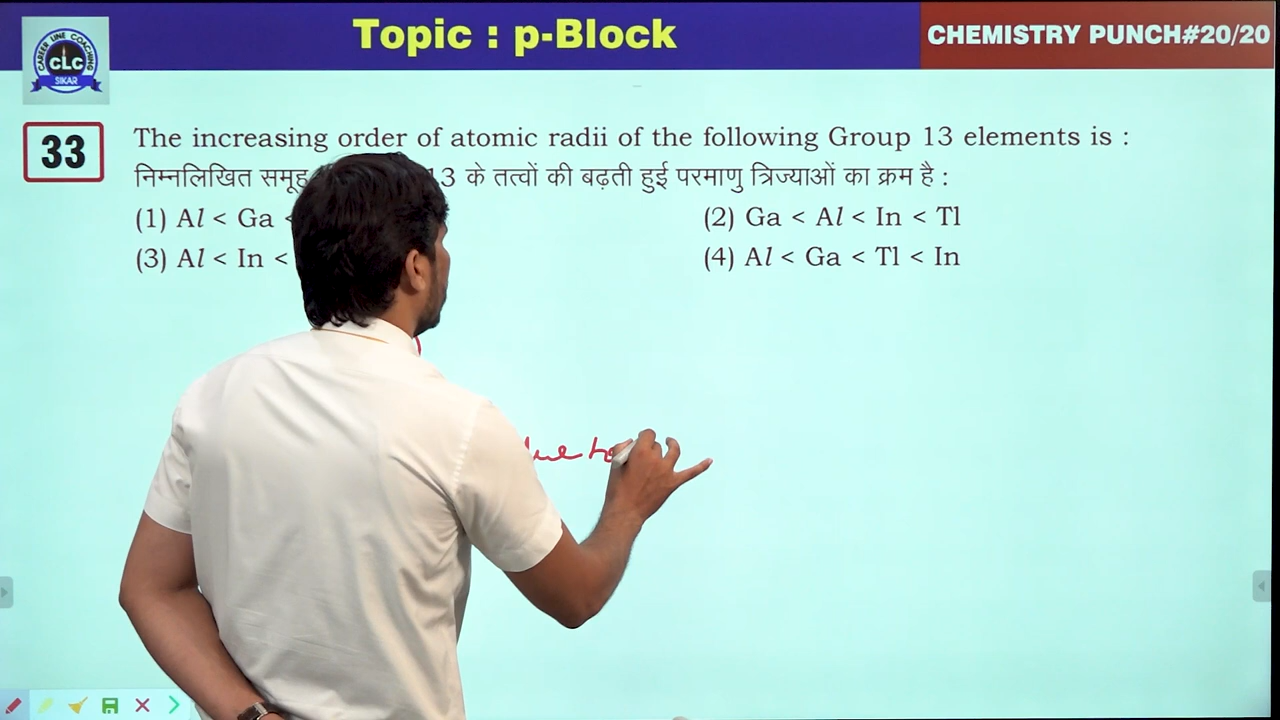 Topic : p-Block
CHEMISTRY PUNCH#20/20
CAREER LINE COACHING
CLC
SIKAR
33
The increasing order of atomic radii of the following Group 13 elements is :
निम्नलिखित समूह 13 के तत्वों की बढ़ती हुई परमाणु त्रिज्याओं का क्रम है :
(1) Al < Ga <
(2) Ga < Al < In < Tl
(3) Al < In <
(4) Al < Ga < Tl < In